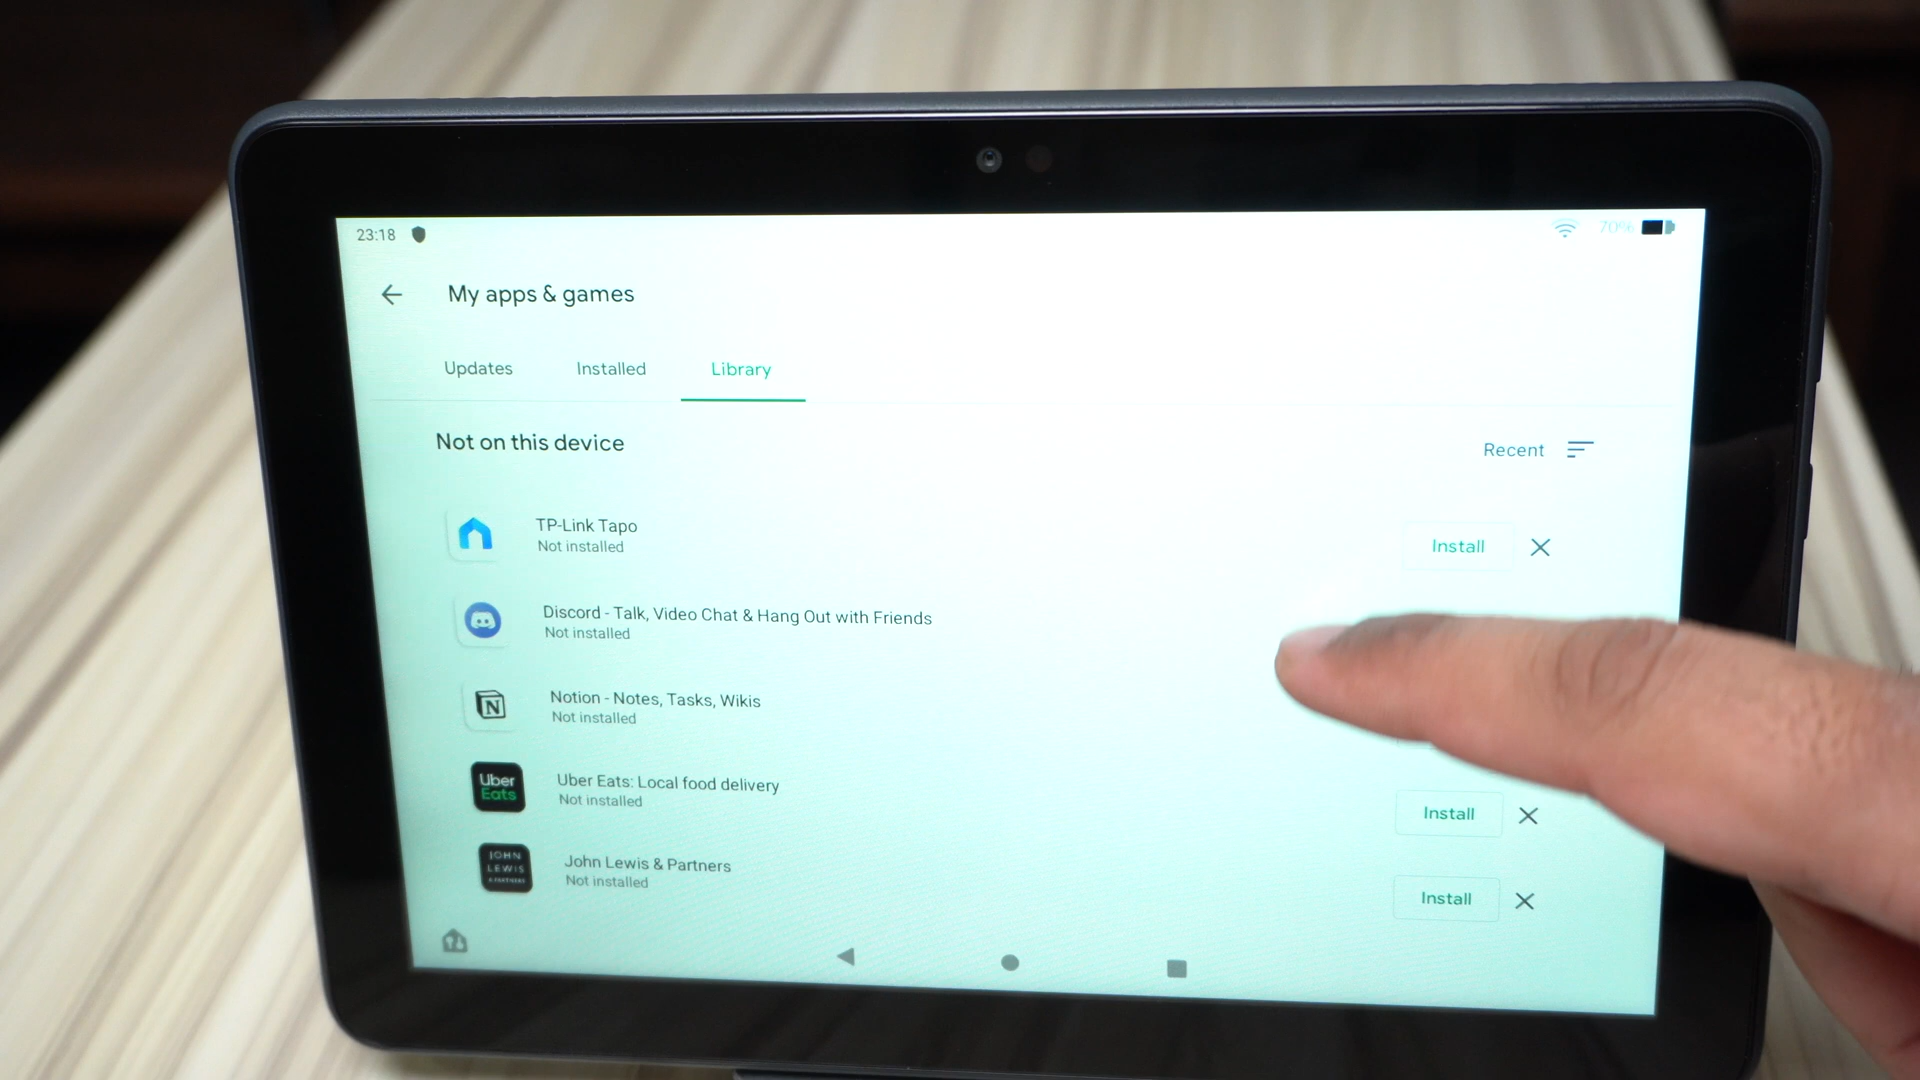 23:18
70%
My apps & games
Updates Installed Library
Not on this device
Recent
TP-Link Tapo
Not installed
Install
Discord - Talk, Video Chat & Hang Out with Friends
Not installed
Notion - Notes, Tasks, Wikis
Not installed
Uber
Eats
Uber Eats: Local food delivery
Not installed
Install
JOHN
LEWIS
& PARTNERS
John Lewis & Partners
Not installed
Install